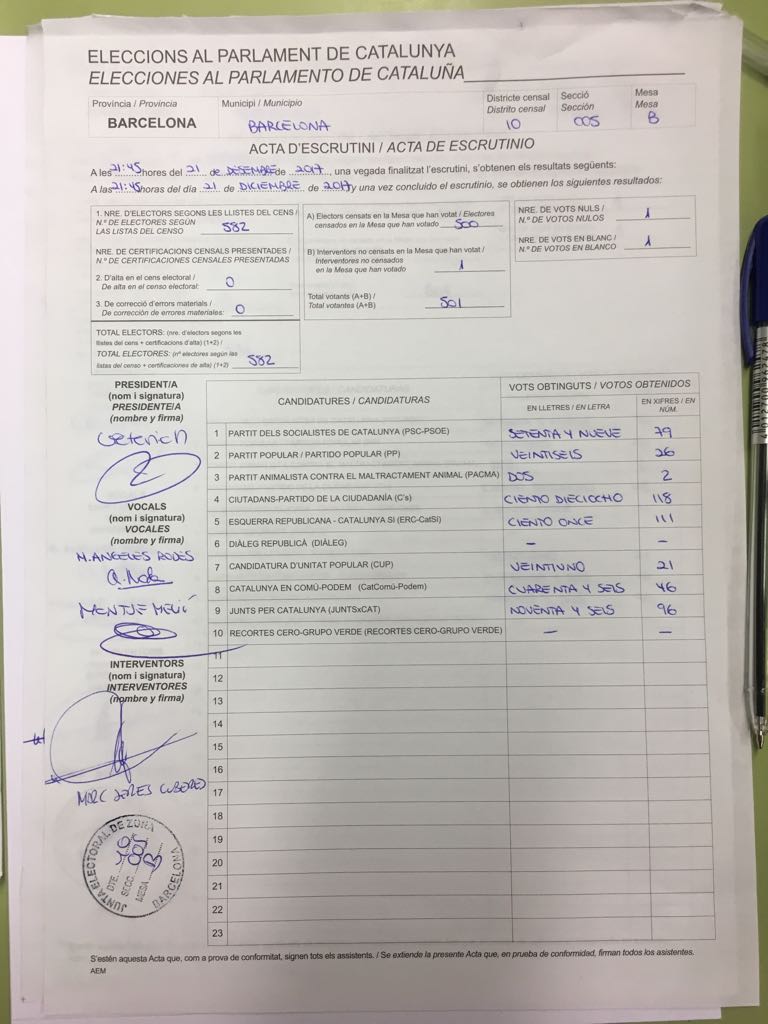 ELECCIONS AL PARLAMENT DE CATALUNYA
ELECCIONES AL PARLAMENTO DE CATALUÑA
Província / Provincia
BARCELONA
Municipi / Municipio
BARCELONA
Districte censal
Distrito censal
10
Secció
Sección
005
Mesa
Mesa
B
ACTA D'ESCRUTINI / ACTA DE ESCRUTINIO
A les 21:45 hores del 21 de DESEMBRE de 2017, una vegada finalitzat l'escrutini, s'obtenen els resultats següents:
A las 21:45 horas del día 21 de DICIEMBRE de 2017 y una vez concluido el escrutinio, se obtienen los siguientes resultados:
1. NRE. D'ELECTORS SEGONS LES LLISTES DEL CENS /
N.º DE ELECTORES SEGÚN
LAS LISTAS DEL CENSO 582
NRE. DE CERTIFICACIONS CENSALS PRESENTADES /
N.º DE CERTIFICACIONES CENSALES PRESENTADAS
2. D'alta en el cens electoral /
De alta en el censo electoral: 0
3. De correcció d'errors materials /
De corrección de errores materiales: 0
TOTAL ELECTORS: (nre. d'electors segons les
llistes del cens + certificacions d'alta) (1+2) /
TOTAL ELECTORES: (nº electores según las
listas del censo + certificaciones de alta) (1+2) 582
A) Electors censats en la Mesa que han votat / Electores
censados en la Mesa que han votado 500
B) Interventors no censats en la Mesa que han votat /
Interventores no censados
en la Mesa que han votado 1
Total votants (A+B) /
Total votantes (A+B) 501
NRE. DE VOTS NULS /
N.º DE VOTOS NULOS 1
NRE. DE VOTS EN BLANC /
N.º DE VOTOS EN BLANCO 1
PRESIDENT/A
(nom i signatura)
PRESIDENTE/A
(nombre y firma)
VOCALS
(nom i signatura)
VOCALES
(nombre y firma)
M. ANGELES RODES
INTERVENTORS
(nom i signatura)
INTERVENTORES
(nombre y firma)
MARC
JUNTA ELECTORAL DE ZONA
BARCELONA
DTE. 10
SECC. 005
MESA B
CANDIDATURES / CANDIDATURAS
VOTS OBTINGUTS / VOTOS OBTENIDOS
EN LLETRES / EN LETRA
EN XIFRES / EN NÚM.
1 PARTIT DELS SOCIALISTES DE CATALUNYA (PSC-PSOE) SETENTA Y NUEVE 79
2 PARTIT POPULAR / PARTIDO POPULAR (PP) VEINTISEIS 26
3 PARTIT ANIMALISTA CONTRA EL MALTRACTAMENT ANIMAL (PACMA) DOS 2
4 CIUTADANS-PARTIDO DE LA CIUDADANÍA (C's) CIENTO DIECIOCHO 118
5 ESQUERRA REPUBLICANA - CATALUNYA SÍ (ERC-CatSí) CIENTO ONCE 111
6 DIÀLEG REPUBLICÀ (DIÀLEG) – –
7 CANDIDATURA D'UNITAT POPULAR (CUP) VEINTIUNO 21
8 CATALUNYA EN COMÚ-PODEM (CatComú-Podem) CUARENTA Y SEIS 46
9 JUNTS PER CATALUNYA (JUNTSxCAT) NOVENTA Y SEIS 96
10 RECORTES CERO-GRUPO VERDE (RECORTES CERO-GRUPO VERDE) – –
11
12
13
14
15
16
17
18
19
20
21
22
23
S'estén aquesta Acta que, com a prova de conformitat, signen tots els assistents. / Se extiende la presente Acta que, en prueba de conformidad, firman todos los asistentes.
AEM